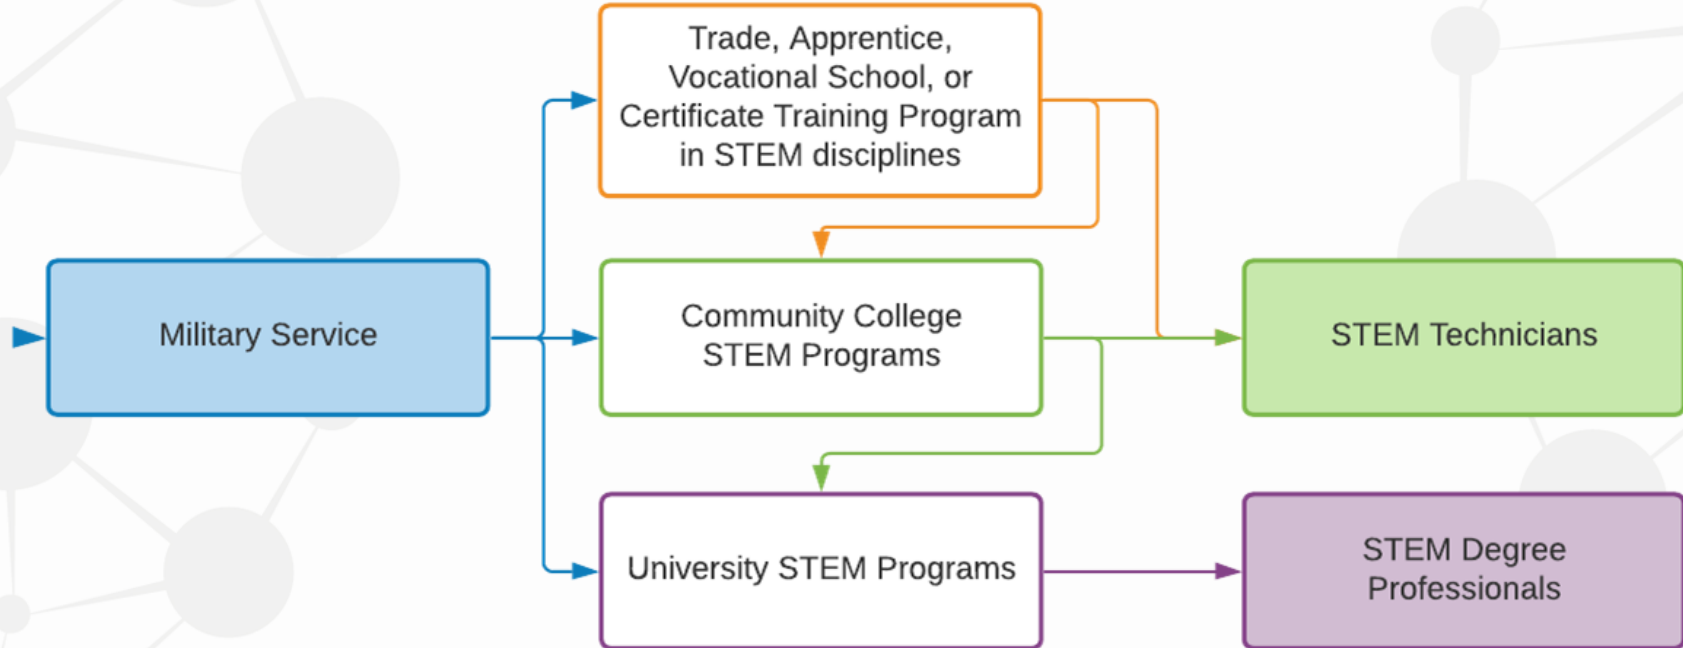 Trade, Apprentice,
Vocational School, or
Certificate Training Program
in STEM disciplines
Military Service
Community College
STEM Programs
STEM Technicians
University STEM Programs
STEM Degree
Professionals